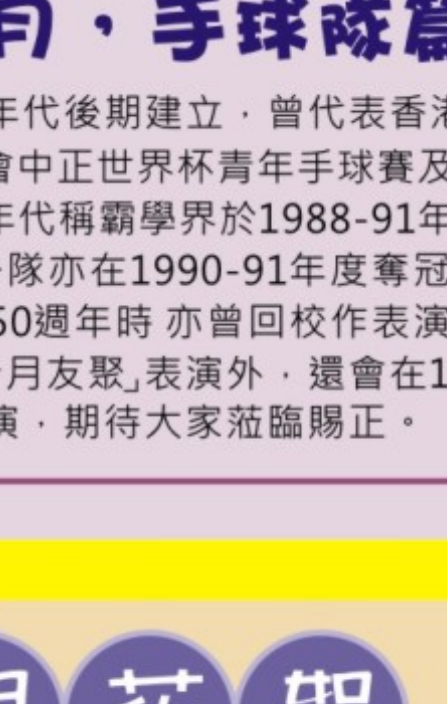 月，手球隊篇
年代後期建立，曾代表香港
會中正世界杯青年手球賽及
年代稱霸學界於1988-91年
隊亦在1990-91年度奪冠
50週年時 亦曾回校作表演
月友聚」表演外，還會在1
演，期待大家蒞臨賜正。